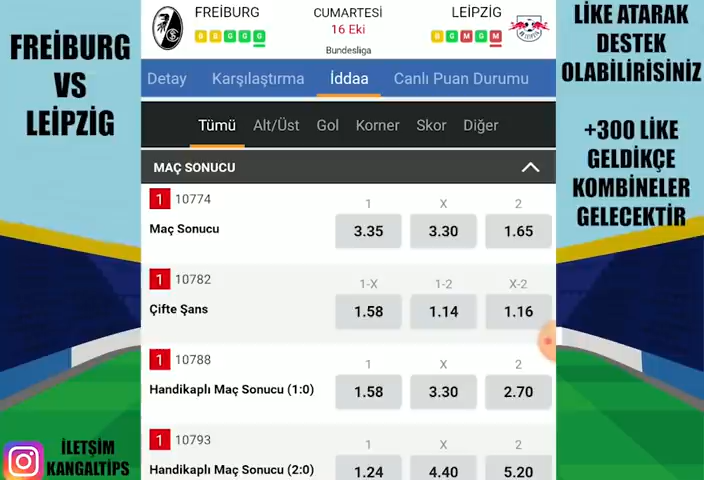 FREİBURG
VS
LEİPZİG
FREİBURG
B B G G G
CUMARTESİ
16 Eki
Bundesliga
LEİPZİG
B G M G M
Detay Karşılaştırma İddaa Canlı Puan Durumu
Tümü Alt/Üst Gol Korner Skor Diğer
MAÇ SONUCU
1 10774
Maç Sonucu
1 X 2
3.35 3.30 1.65
1 10782
Çifte Şans
1-X 1-2 X-2
1.58 1.14 1.16
1 10788
Handikaplı Maç Sonucu (1:0)
1 X 2
1.58 3.30 2.70
1 10793
Handikaplı Maç Sonucu (2:0)
1 X 2
1.24 4.40 5.20
LİKE ATARAK
DESTEK
OLABİLİRİSİNİZ
+300 LİKE
GELDİKÇE
KOMBİNELER
GELECEKTİR
İLETŞİM
KANGALTİPS